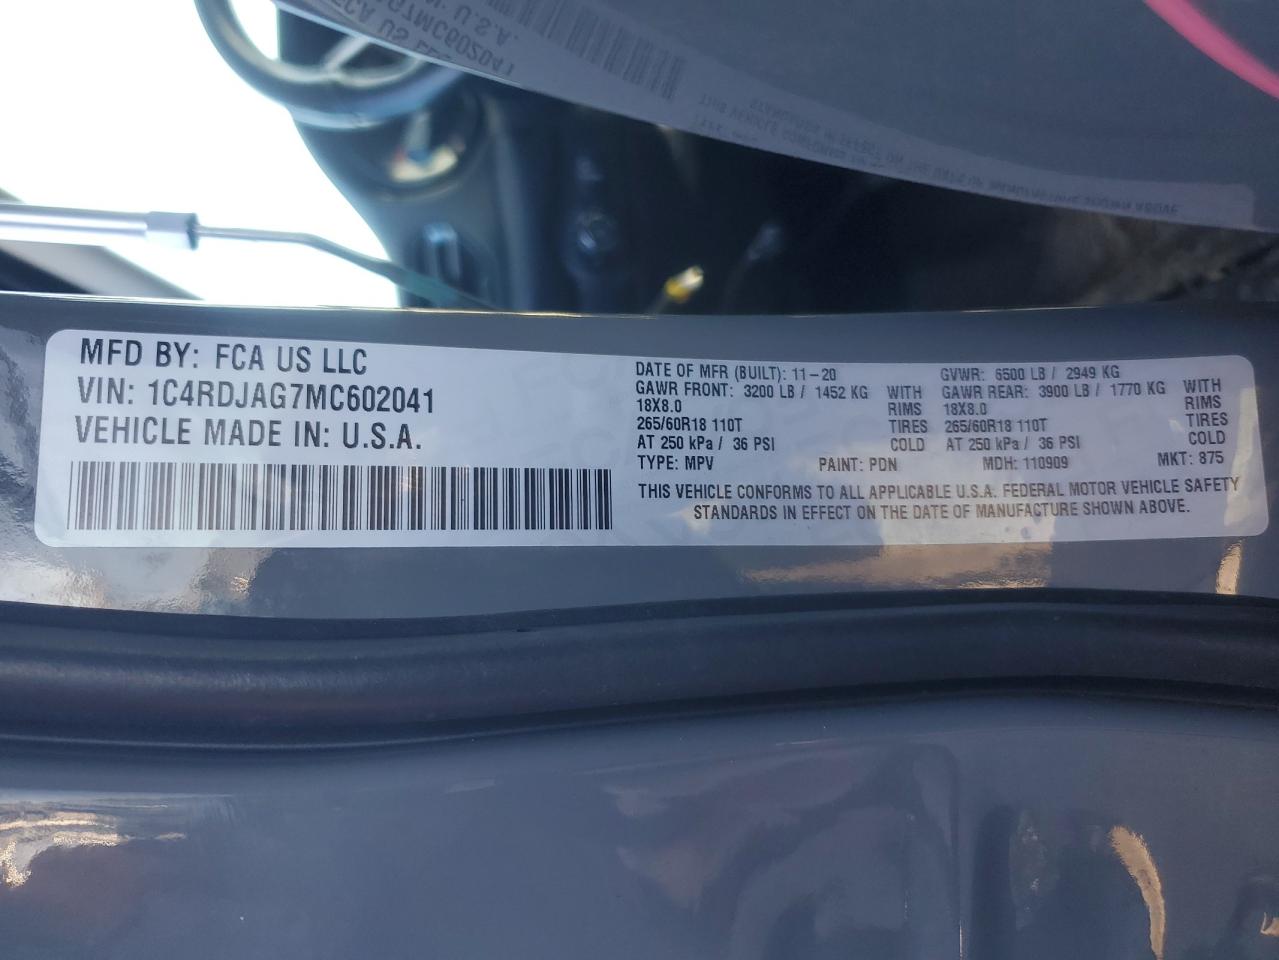 MFD BY: FCA US LLC
VIN: 1C4RDJAG7MC602041
VEHICLE MADE IN: U.S.A.
DATE OF MFR (BUILT): 11-20 GVWR: 6500 LB / 2949 KG
GAWR FRONT: 3200 LB / 1452 KG WITH GAWR REAR: 3900 LB / 1770 KG WITH
18X8.0 RIMS 18X8.0 RIMS
265/60R18 110T TIRES 265/60R18 110T TIRES
AT 250 kPa / 36 PSI COLD AT 250 kPa / 36 PSI COLD
TYPE: MPV PAINT: PDN MDH: 110909 MKT: 875
THIS VEHICLE CONFORMS TO ALL APPLICABLE U.S.A. FEDERAL MOTOR VEHICLE SAFETY
STANDARDS IN EFFECT ON THE DATE OF MANUFACTURE SHOWN ABOVE.